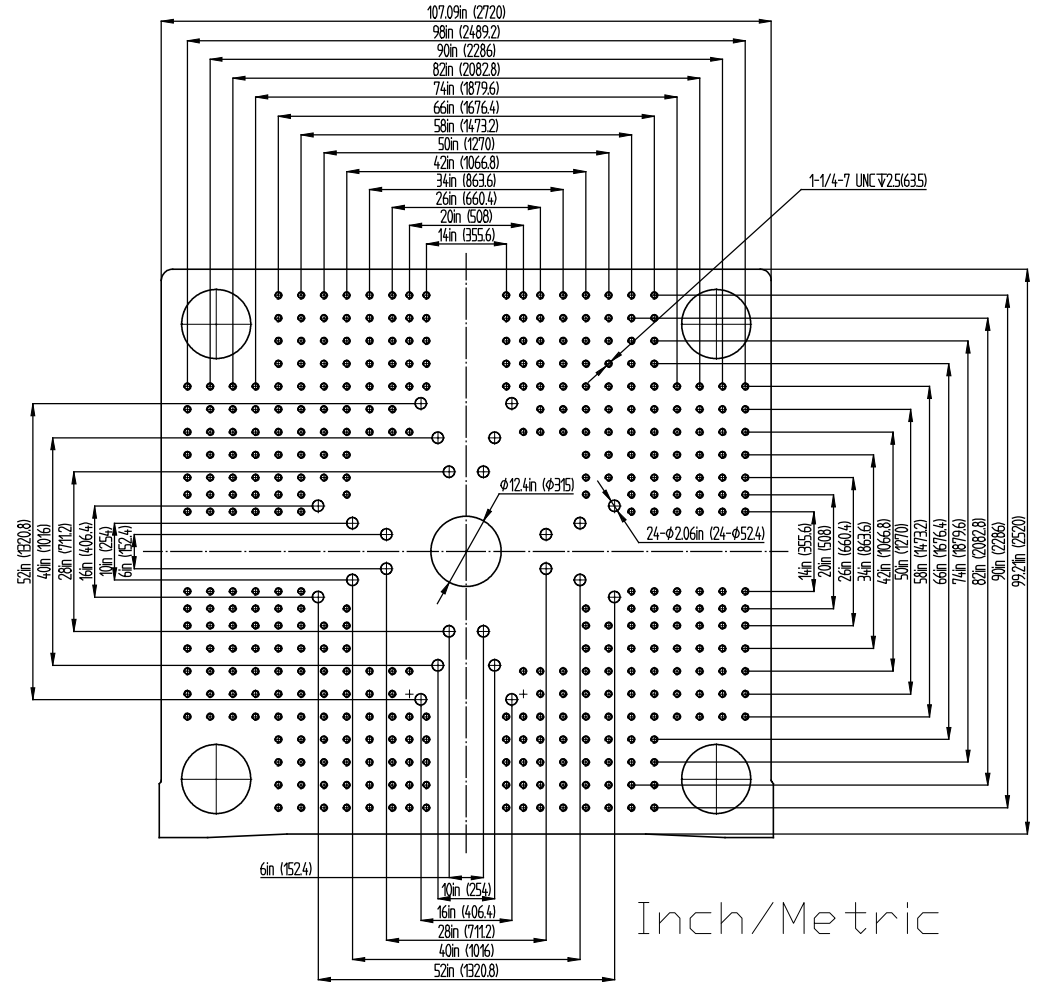 107.09in (2720)
98in (2489.2)
90in (2286)
82in (2082.8)
74in (1879.6)
66in (1676.4)
58in (1473.2)
50in (1270)
42in (1066.8)
34in (863.6)
26in (660.4)
20in (508)
14in (355.6)
1-1/4-7 UNC↧2.5(63.5)
ϕ12.4in (ϕ315)
24-ϕ2.06in (24-ϕ52.4)
52in (1320.8)
40in (1016)
28in (711.2)
16in (406.4)
10in (254)
6in (152.4)
14in (355.6)
20in (508)
26in (660.4)
34in (863.6)
42in (1066.8)
50in (1270)
58in (1473.2)
66in (1676.4)
74in (1879.6)
82in (2082.8)
90in (2286)
99.21in (2520)
6in (152.4)
10in (254)
16in (406.4)
28in (711.2)
40in (1016)
52in (1320.8)
Inch/Metric